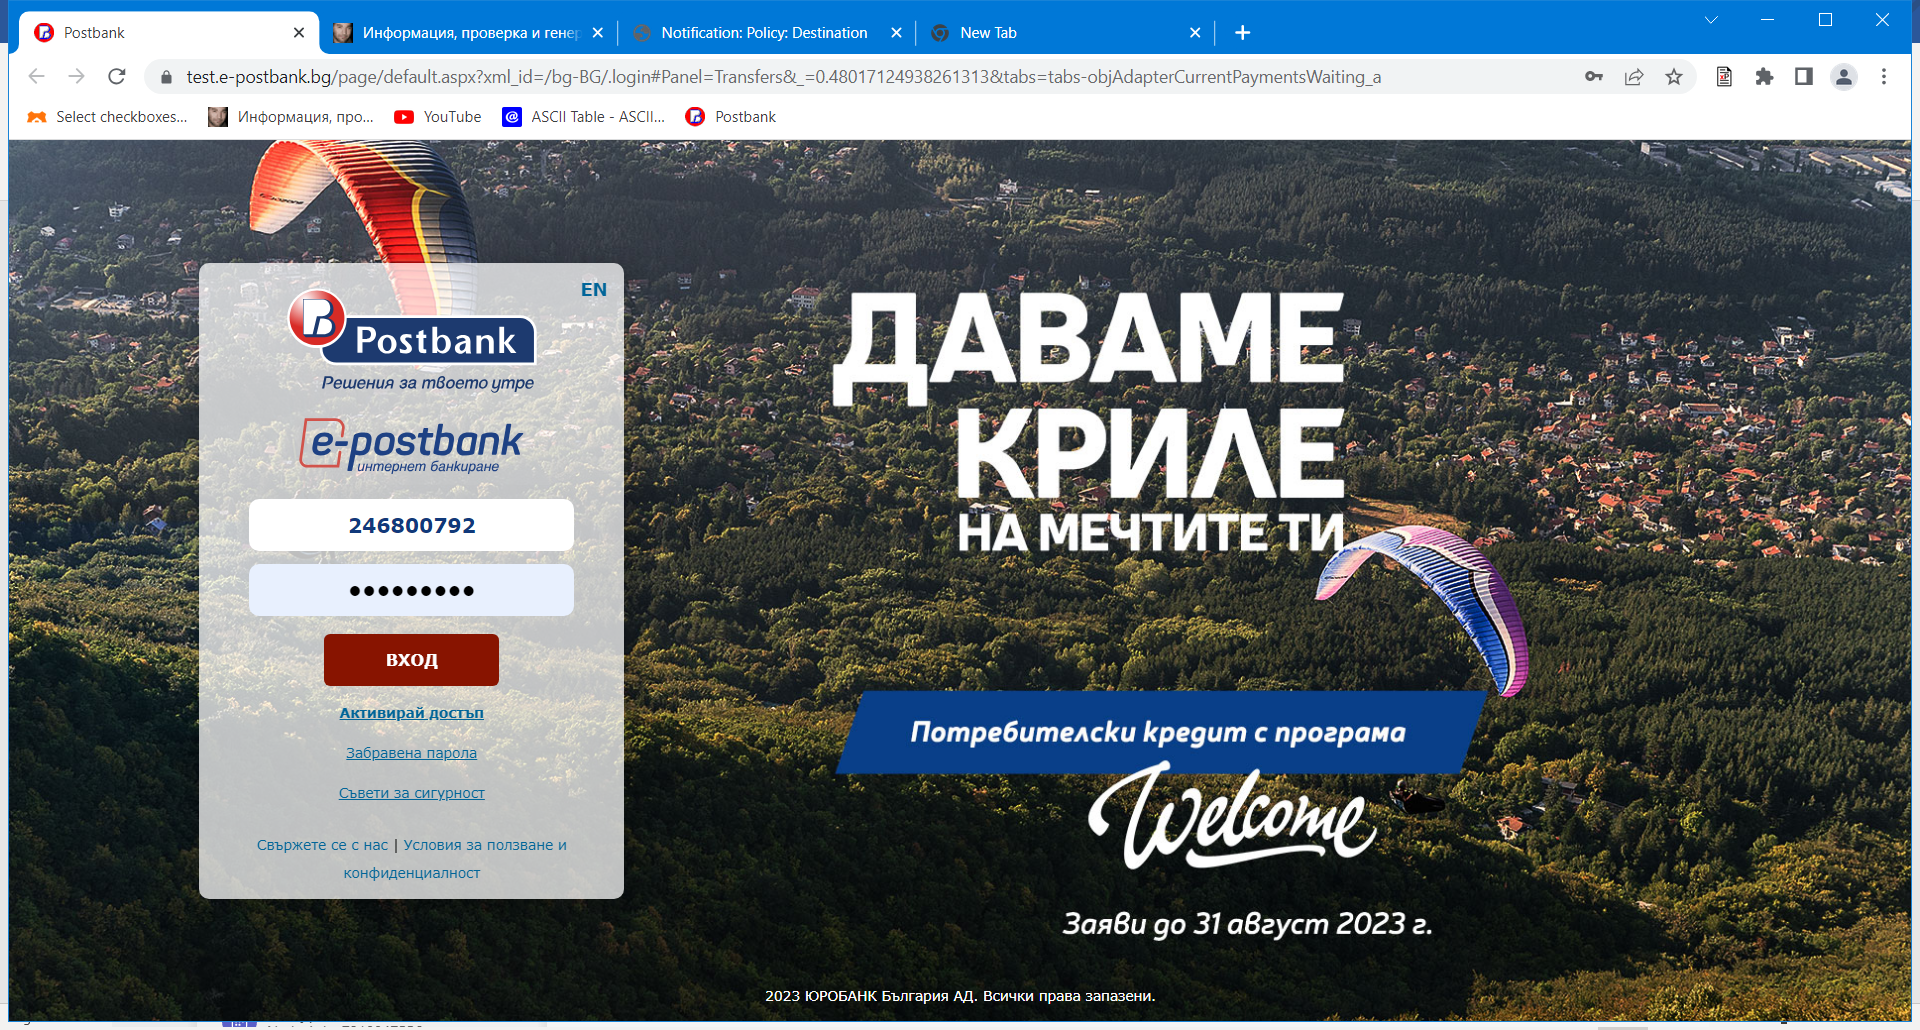 Postbank
Информация, проверка и генер
Notification: Policy: Destination
New Tab
test.e-postbank.bg/page/default.aspx?xml_id=/bg-BG/.login#Panel=Transfers&_=0.48017124938261313&tabs=tabs-objAdapterCurrentPaymentsWaiting_a
Select checkboxes...
Информация, про...
YouTube
ASCII Table - ASCII...
Postbank
EN
Postbank
Решения за твоето утре
e-postbank
интернет банкиране
246800792
ВХОД
Активирай достъп
Забравена парола
Съвети за сигурност
Свържете се с нас | Условия за ползване и
конфиденциалност
ДАВАМЕ
КРИЛЕ
НА МЕЧТИТЕ ТИ
Потребителски кредит с програма
Welcome
Заяви до 31 август 2023 г.
2023 ЮРОБАНК България АД. Всички права запазени.